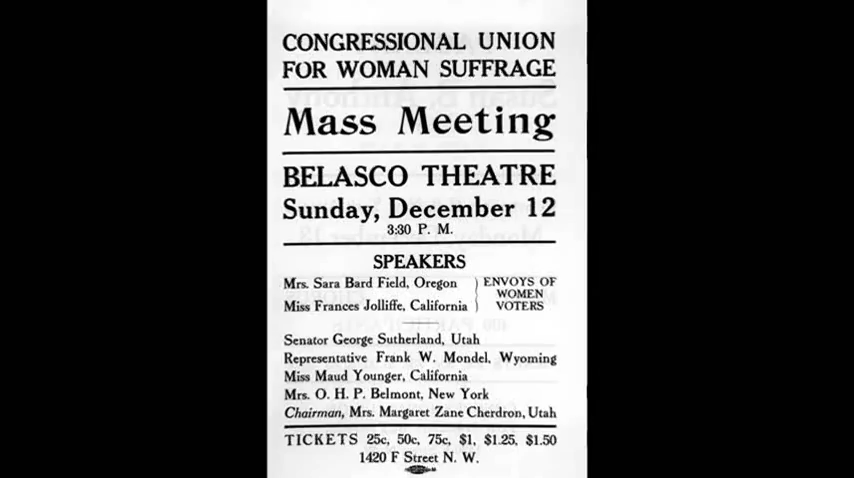 CONGRESSIONAL UNION
FOR WOMAN SUFFRAGE
Mass Meeting
BELASCO THEATRE
Sunday, December 12
3:30 P. M.
SPEAKERS
Mrs. Sara Bard Field, Oregon
Miss Frances Jolliffe, California
ENVOYS OF
WOMEN
VOTERS
Senator George Sutherland, Utah
Representative Frank W. Mondel, Wyoming
Miss Maud Younger, California
Mrs. O. H. P. Belmont, New York
Chairman, Mrs. Margaret Zane Cherdron, Utah
TICKETS 25c, 50c, 75c, $1, $1.25, $1.50
1420 F Street N. W.